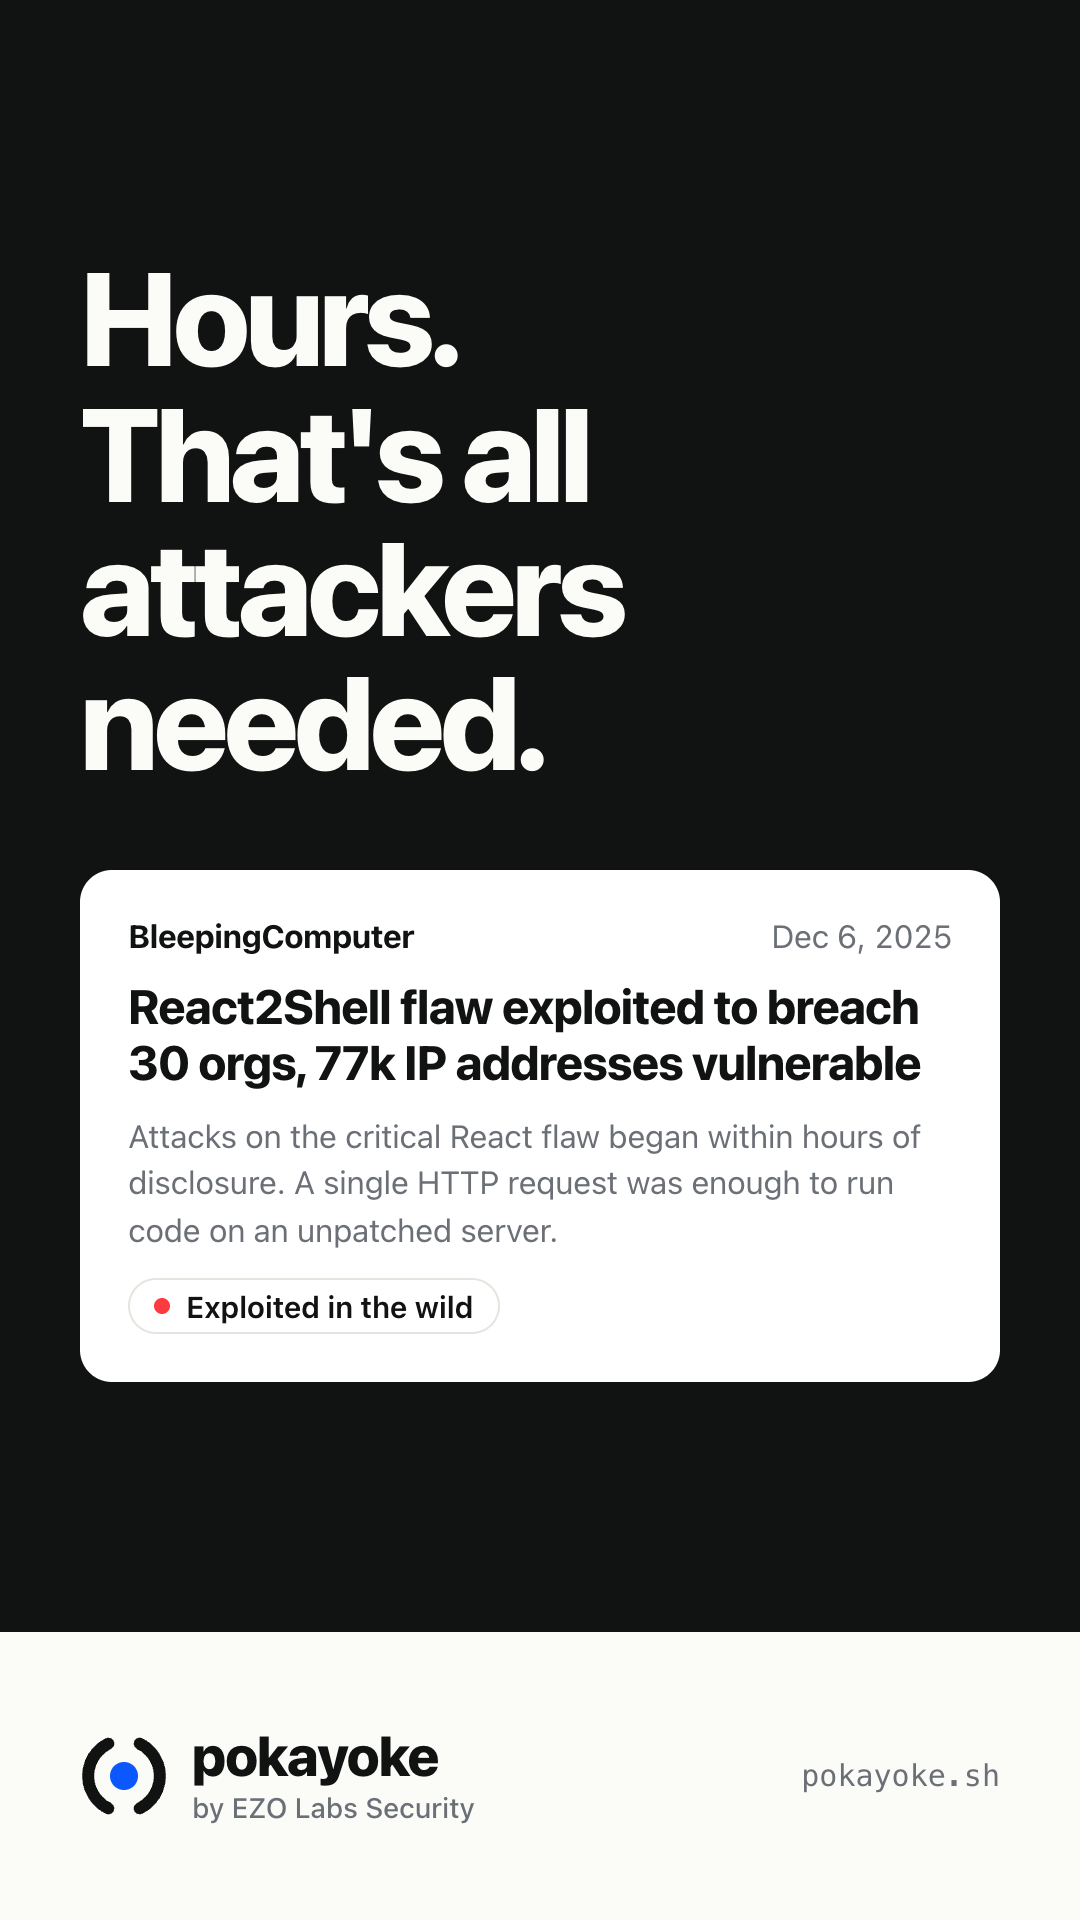 Hours.
That's all
attackers
needed.
BleepingComputer
Dec 6, 2025
React2Shell flaw exploited to breach
30 orgs, 77k IP addresses vulnerable
Attacks on the critical React flaw began within hours of
disclosure. A single HTTP request was enough to run
code on an unpatched server.
Exploited in the wild
pokayoke
by EZO Labs Security
pokayoke.sh